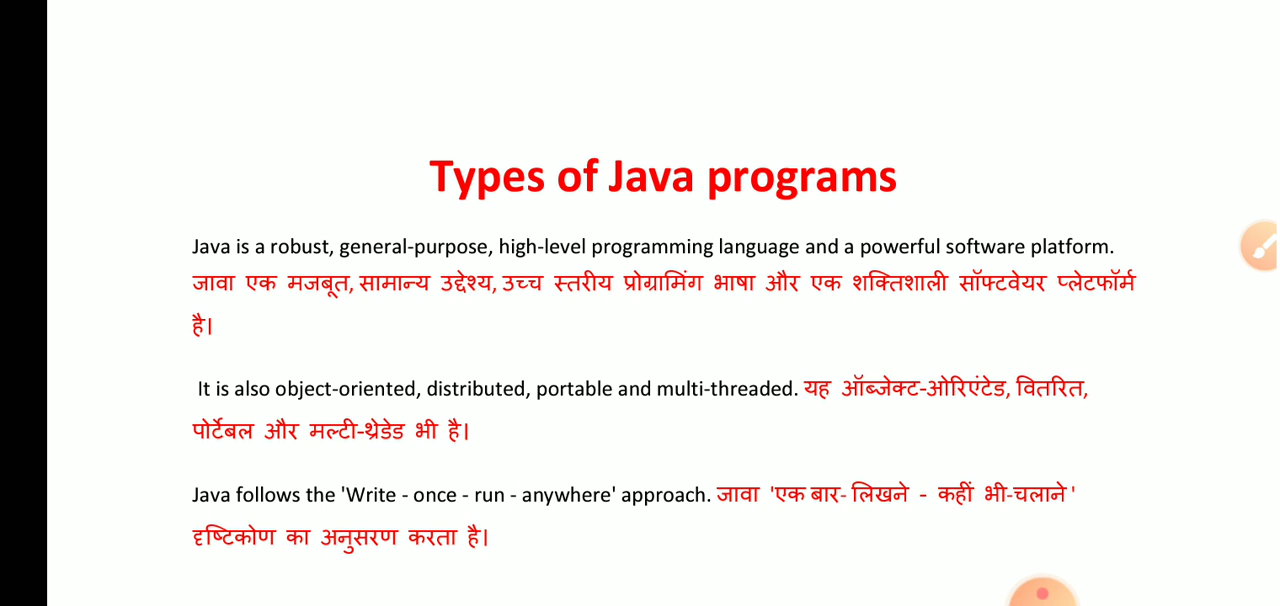 Types of Java programs
Java is a robust, general-purpose, high-level programming language and a powerful software platform.
जावा एक मजबूत, सामान्य उद्देश्य, उच्च स्तरीय प्रोग्रामिंग भाषा और एक शक्तिशाली सॉफ्टवेयर प्लेटफॉर्म
है।
It is also object-oriented, distributed, portable and multi-threaded. यह ऑब्जेक्ट-ओरिएंटेड, वितरित,
पोर्टेबल और मल्टी-थ्रेडेड भी है।
Java follows the 'Write - once - run - anywhere' approach. जावा 'एक बार- लिखने - कहीं भी-चलाने '
दृष्टिकोण का अनुसरण करता है।